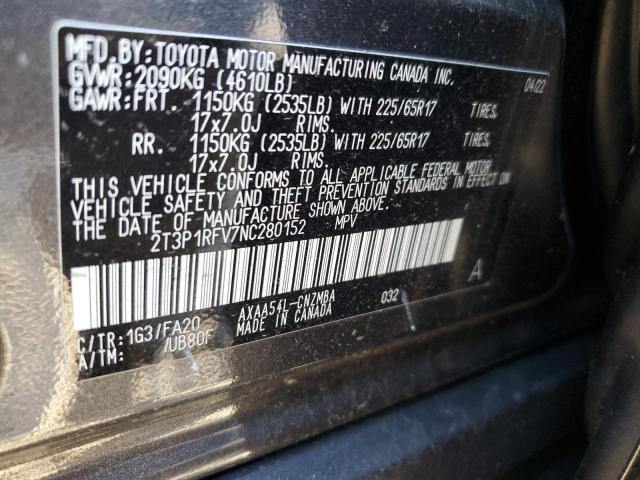 MFD. BY: TOYOTA MOTOR MANUFACTURING CANADA INC.
GVWR: 2090KG (4610LB) 04/22
GAWR: FRT. 1150KG (2535LB) WITH 225/65R17 TIRES,
17x7.0J RIMS.
RR. 1150KG (2535LB) WITH 225/65R17 TIRES,
17x7.0J RIMS.
THIS VEHICLE CONFORMS TO ALL APPLICABLE FEDERAL MOTOR
VEHICLE SAFETY AND THEFT PREVENTION STANDARDS IN EFFECT ON
THE DATE OF MANUFACTURE SHOWN ABOVE.
2T3P1RFV7NC280152 MPV
A
C/TR: 1G3/FA20 AXAA54L-CNZMBA 032
A/TM: /UB80F MADE IN CANADA